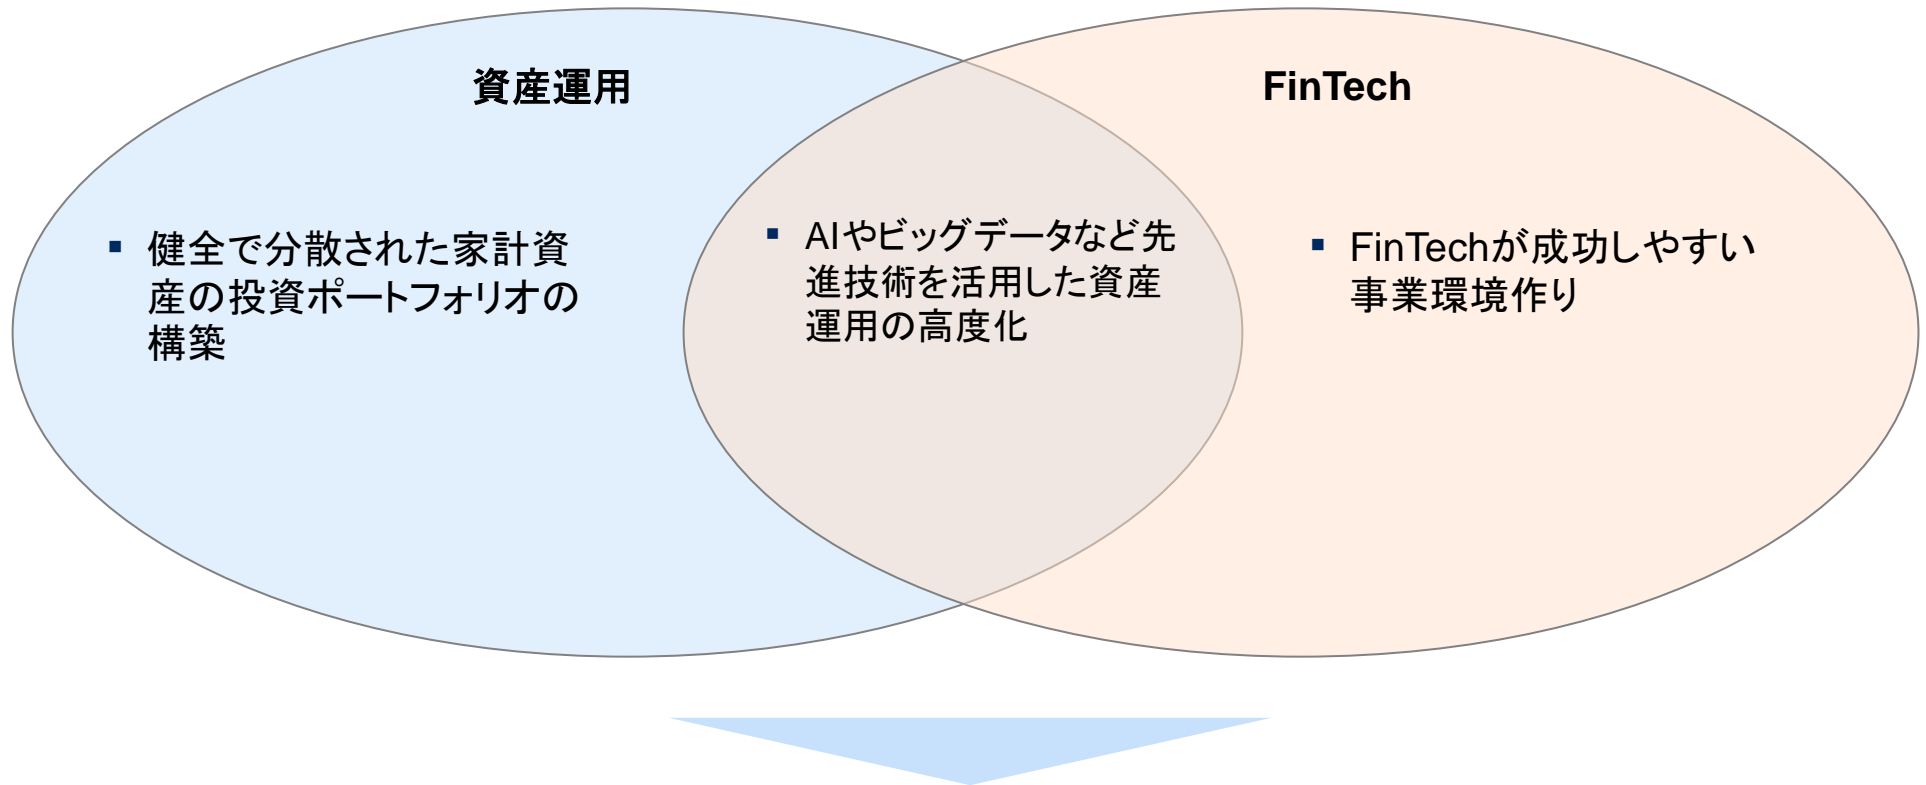 資産運用
FinTech
▪ 健全で分散された家計資
産の投資ポートフォリオの
構築
▪ AIやビッグデータなど先
進技術を活用した資産
運用の高度化
▪ FinTechが成功しやすい
事業環境作り